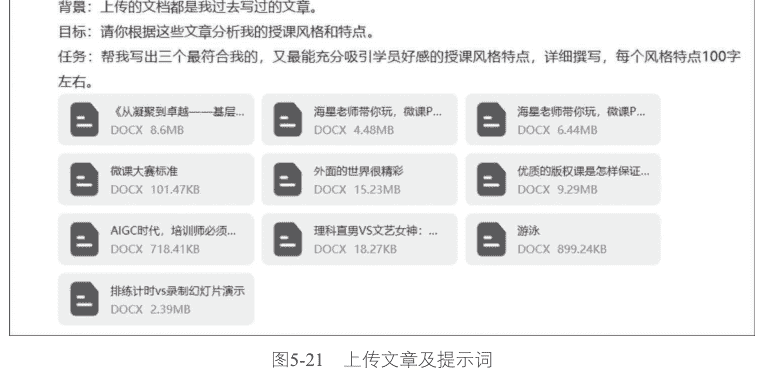 背景：上传的文档都是我过去写过的文章。
目标：请你根据这些文章分析我的授课风格和特点。
任务：帮我写出三个最符合我的，又最能充分吸引学员好感的授课风格特点，详细撰写，每个风格特点100字
左右。
《从凝聚到卓越——基层...
DOCX 8.6MB
海星老师带你玩，微课P...
DOCX 4.48MB
海星老师带你玩，微课P...
DOCX 6.44MB
微课大赛标准
DOCX 101.47KB
外面的世界很精彩
DOCX 15.23MB
优质的版权课是怎样保证...
DOCX 9.29MB
AIGC时代，培训师必须...
DOCX 718.41KB
理科直男VS文艺女神：...
DOCX 18.27KB
游泳
DOCX 899.24KB
排练计时vs录制幻灯片演示
DOCX 2.39MB
图5-21 上传文章及提示词